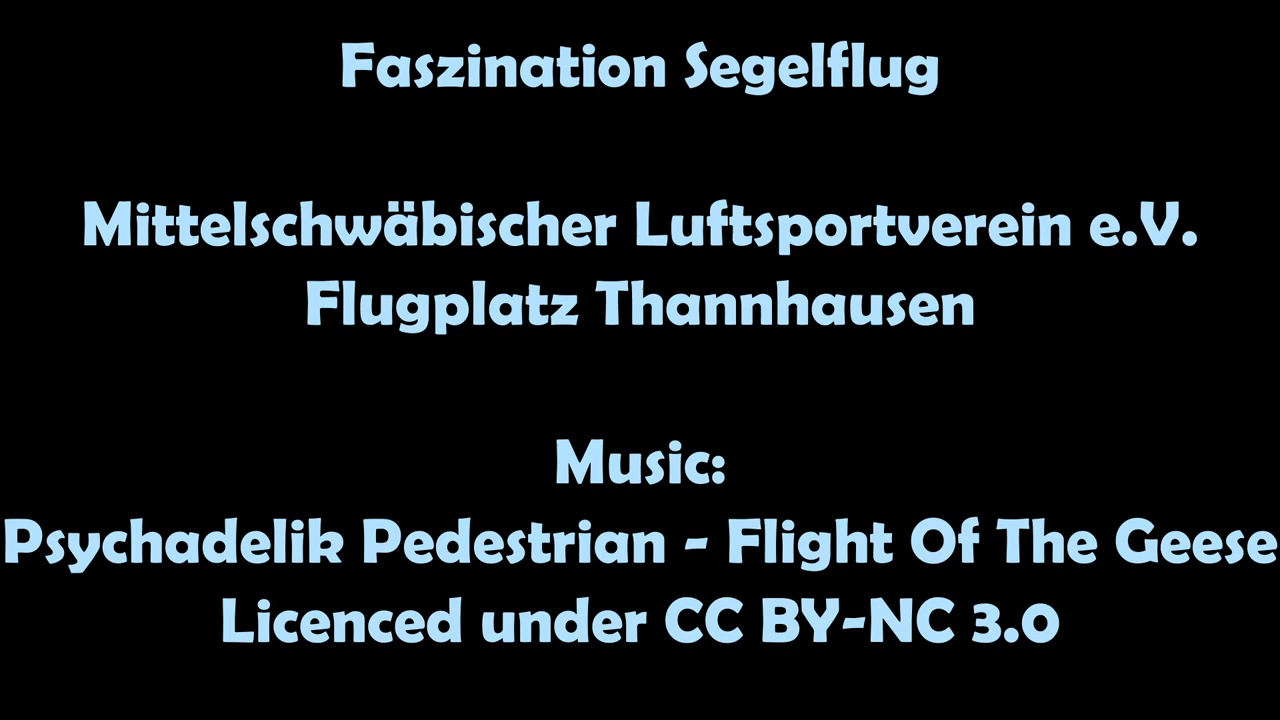 Faszination Segelflug
Mittelschwäbischer Luftsportverein e.V.
Flugplatz Thannhausen
Music:
Psychadelik Pedestrian - Flight Of The Geese
Licenced under CC BY-NC 3.0